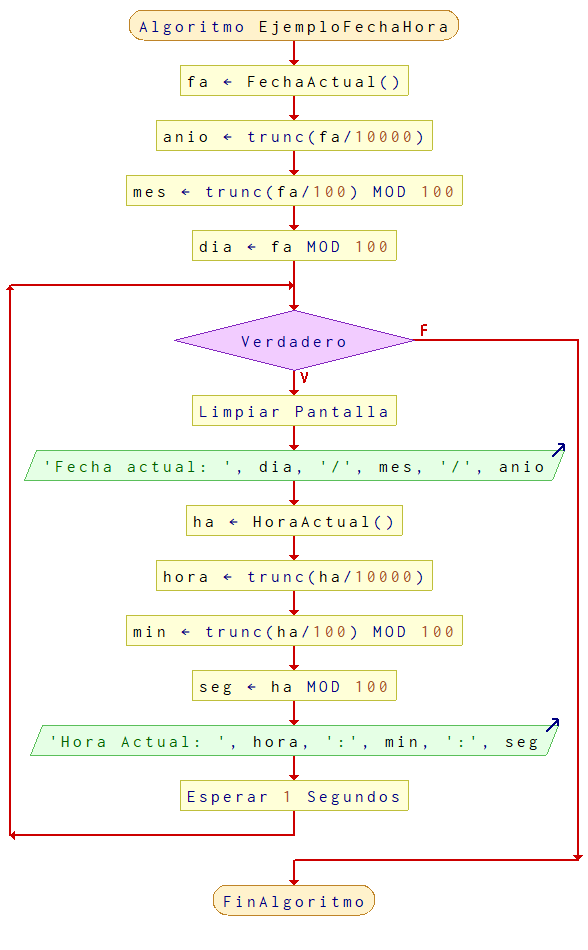 Algoritmo EjemploFechaHora
fa ← FechaActual()
anio ← trunc(fa/10000)
mes ← trunc(fa/100) MOD 100
dia ← fa MOD 100
Verdadero
F
V
Limpiar Pantalla
'Fecha actual: ', dia, '/', mes, '/', anio
ha ← HoraActual()
hora ← trunc(ha/10000)
min ← trunc(ha/100) MOD 100
seg ← ha MOD 100
'Hora Actual: ', hora, ':', min, ':', seg
Esperar 1 Segundos
FinAlgoritmo